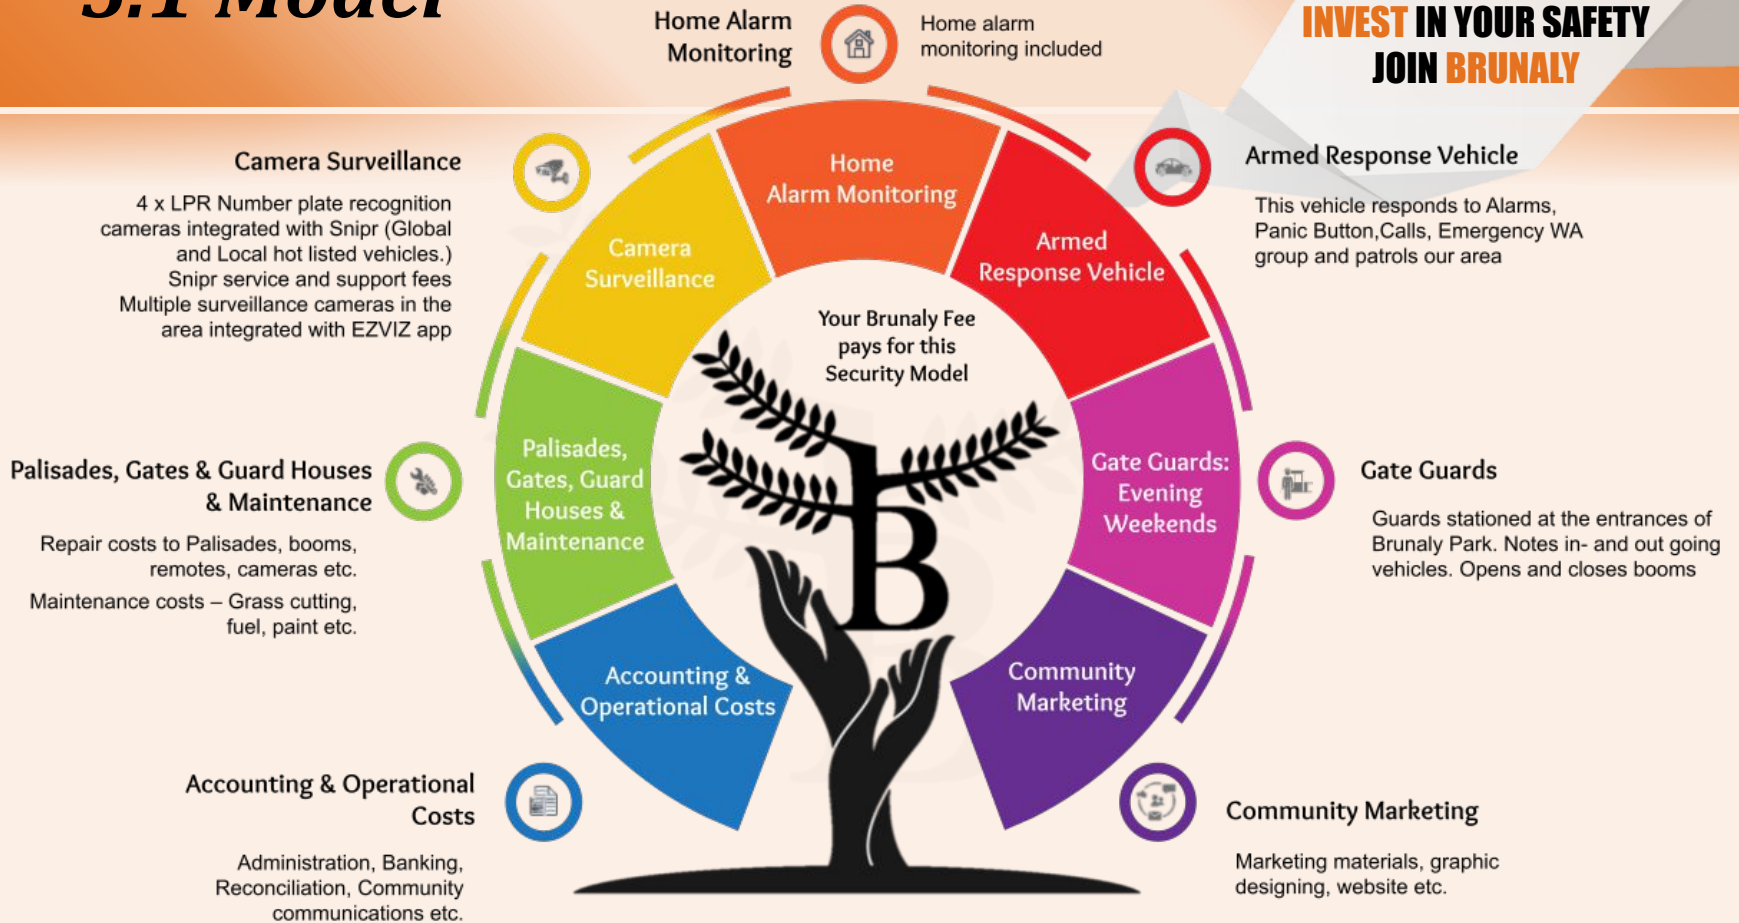 5.1 Model
INVEST IN YOUR SAFETY
JOIN BRUNALY
Home Alarm
Monitoring
Home alarm
monitoring included
Camera Surveillance
4 x LPR Number plate recognition
cameras integrated with Snipr (Global
and Local hot listed vehicles.)
Snipr service and support fees
Multiple surveillance cameras in the
area integrated with EZVIZ app
Armed Response Vehicle
This vehicle responds to Alarms,
Panic Button,Calls, Emergency WA
group and patrols our area
Home
Alarm Monitoring
Camera
Surveillance
Armed
Response Vehicle
Your Brunaly Fee
pays for this
Security Model
Palisades, Gates & Guard Houses
& Maintenance
Repair costs to Palisades, booms,
remotes, cameras etc.
Maintenance costs – Grass cutting,
fuel, paint etc.
Palisades,
Gates, Guard
Houses &
Maintenance
B
Gate Guards:
Evening
Weekends
Gate Guards
Guards stationed at the entrances of
Brunaly Park. Notes in- and out going
vehicles. Opens and closes booms
Accounting &
Operational Costs
Community
Marketing
Accounting & Operational
Costs
Administration, Banking,
Reconciliation, Community
communications etc.
Community Marketing
Marketing materials, graphic
designing, website etc.